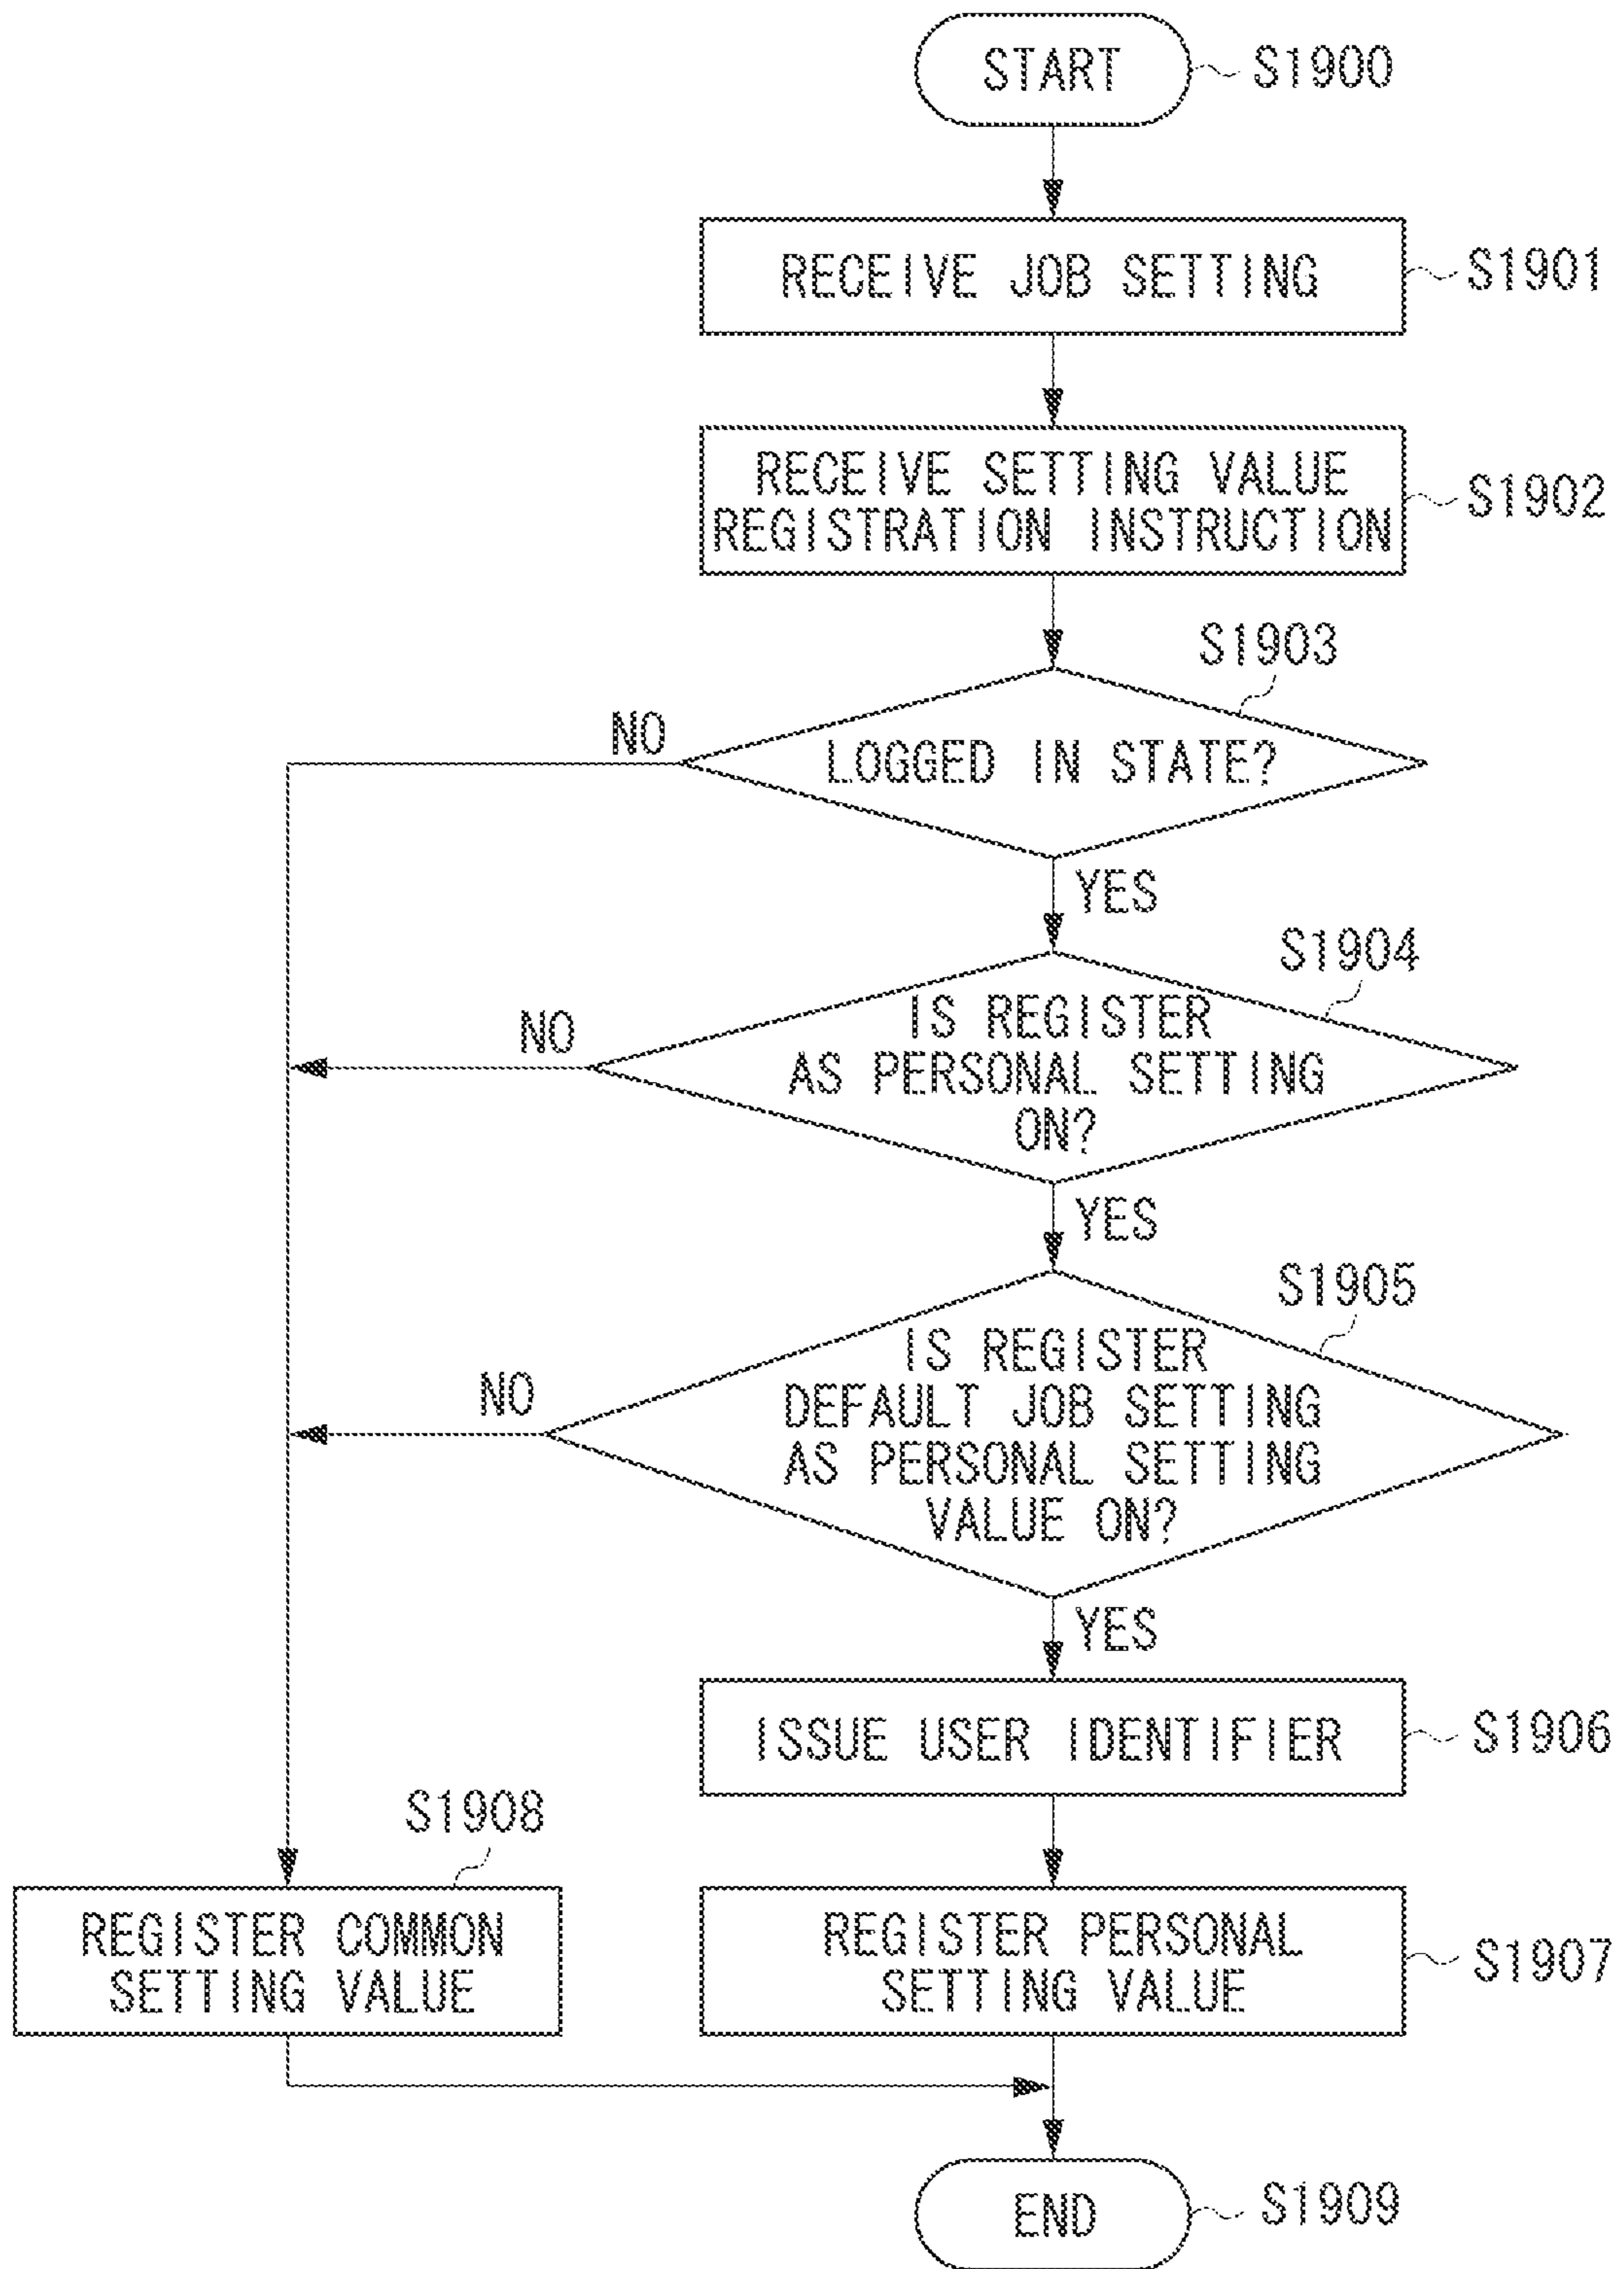 START
S1900
RECEIVE JOB SETTING
S1901
RECEIVE SETTING VALUE
REGISTRATION INSTRUCTION
S1902
S1903
NO
LOGGED IN STATE?
YES
S1904
NO
IS REGISTER
AS PERSONAL SETTING
ON?
YES
S1905
NO
IS REGISTER
DEFAULT JOB SETTING
AS PERSONAL SETTING
VALUE ON?
YES
ISSUE USER IDENTIFIER
S1906
S1908
REGISTER COMMON
SETTING VALUE
REGISTER PERSONAL
SETTING VALUE
S1907
END
S1909